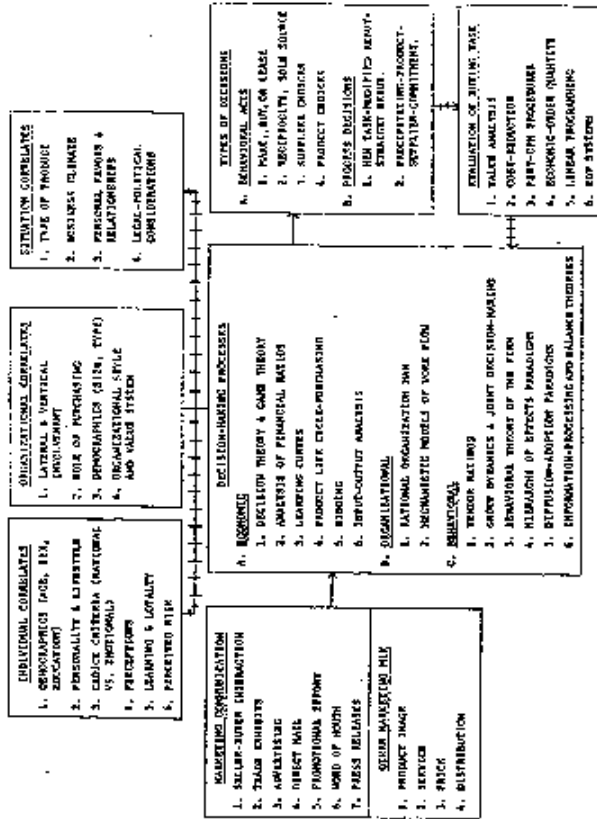 INDIVIDUAL CORRELATES
1. DEMOGRAPHICS (AGE, SEX,
EDUCATION)
2. PERSONALITY & LIFESTYLE
3. CHOICE CRITERIA (RATIONAL
VS. EMOTIONAL)
4. PERCEPTIONS
5. LEARNING & LOYALTY
6. PERCEIVED RISK
ORGANIZATIONAL CORRELATES
1. LATERAL & VERTICAL
INVOLVEMENT
2. ROLE OF PURCHASING
3. DEMOGRAPHICS (SIZE, TYPE)
4. ORGANIZATIONAL STYLE
AND VALUE SYSTEM
SITUATION CORRELATES
1. TYPE OF PRODUCT
2. BUSINESS CLIMATE
3. PERSONAL FAVORS &
RELATIONSHIPS
4. LEGAL-POLITICAL
CONSIDERATIONS
MARKETING COMMUNICATION
1. SELLER-BUYER INTERACTION
2. TRADE EXHIBITS
3. ADVERTISING
4. DIRECT MAIL
5. PROMOTIONAL EFFORT
6. WORD OF MOUTH
7. PRESS RELEASES
OTHER MARKETING MIX
1. PRODUCT IMAGE
2. SERVICE
3. PRICE
4. DISTRIBUTION
DECISION-MAKING PROCESSES
A. ECONOMIC
1. DECISION THEORY & GAME THEORY
2. ANALYSIS OF FINANCIAL RATIOS
3. LEARNING CURVES
4. PRODUCT LIFE CYCLE-PURCHASING
5. BIDDING
6. INPUT-OUTPUT ANALYSIS
B. ORGANIZATIONAL
1. RATIONAL ORGANIZATION MAN
2. MECHANISTIC MODELS OF WORK FLOW
C. BEHAVIORAL
1. VENDOR RATINGS
2. GROUP DYNAMICS & JOINT DECISION-MAKING
3. BEHAVIORAL THEORY OF THE FIRM
4. HIERARCHY OF EFFECTS PARADIGM
5. DIFFUSION-ADOPTION PARADIGMS
6. INFORMATION-PROCESSING AND BALANCE THEORIES
TYPES OF DECISIONS
A. BEHAVIORAL ACTS
1. MAKE, BUY, OR LEASE
2. RECIPROCITY, SOLE SOURCE
3. SUPPLIER CHOICES
4. PRODUCT CHOICES
B. PROCESS DECISIONS
1. NEW TASK-MODIFIED REBUY-
STRAIGHT REBUY.
2. PRECIPITATING-PRODUCT-
SUPPLIER-COMMITMENT.
EVALUATION OF BUYING TASK
1. VALUE ANALYSIS
2. COST-REDUCTION
3. PERT-CPM PROCEDURES
4. ECONOMIC-ORDER QUANTITY
5. LINEAR PROGRAMMING
6. EDP SYSTEMS